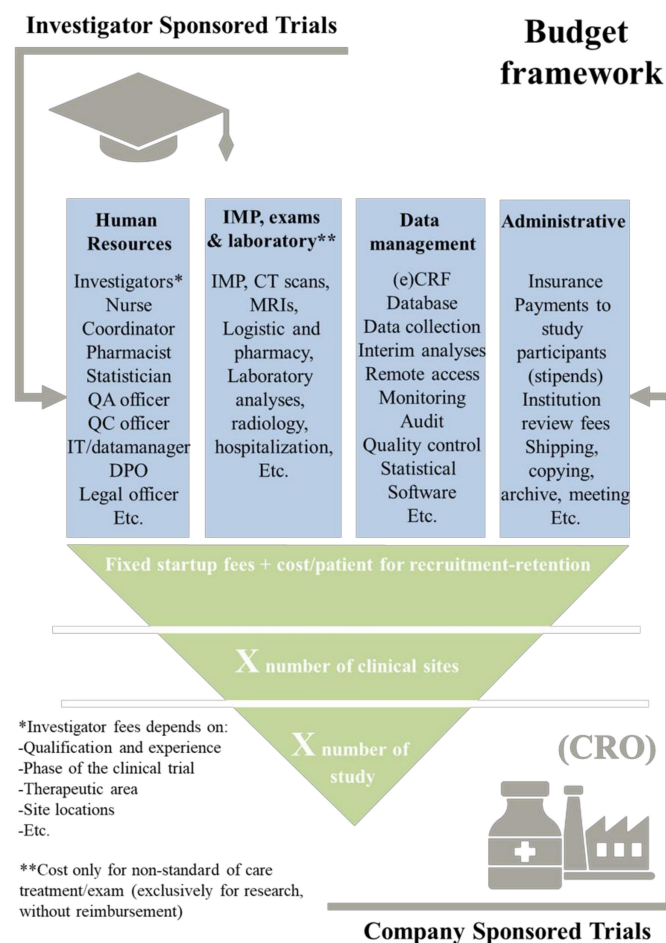 Investigator Sponsored Trials
Budget
framework
Human
Resources
Investigators*
Nurse
Coordinator
Pharmacist
Statistician
QA officer
QC officer
IT/datamanager
DPO
Legal officer
Etc.
IMP, exams
& laboratory**
IMP, CT scans,
MRIs,
Logistic and
pharmacy,
Laboratory
analyses,
radiology,
hospitalization,
Etc.
Data
management
(e)CRF
Database
Data collection
Interim analyses
Remote access
Monitoring
Audit
Quality control
Statistical
Software
Etc.
Administrative
Insurance
Payments to
study
participants
(stipends)
Institution
review fees
Shipping,
copying,
archive, meeting
Etc.
Fixed startup fees + cost/patient for recruitment-retention
X number of clinical sites
X number of
study
*Investigator fees depends on:
-Qualification and experience
-Phase of the clinical trial
-Therapeutic area
-Site locations
-Etc.
**Cost only for non-standard of care
treatment/exam (exclusively for research,
without reimbursement)
(CRO)
Company Sponsored Trials